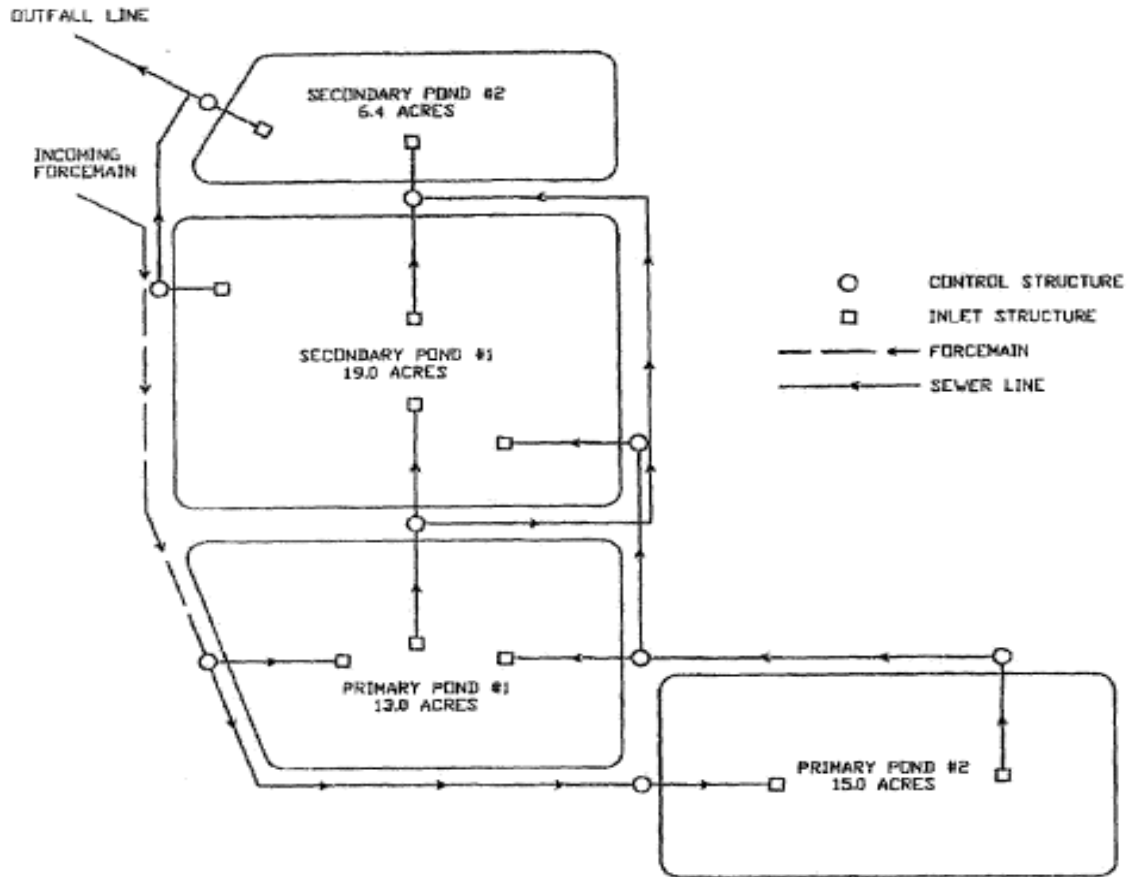 OUTFALL LINE
SECONDARY POND #2
6.4 ACRES
INCOMING
FORCEMAIN
CONTROL STRUCTURE
INLET STRUCTURE
FORCEMAIN
SEWER LINE
SECONDARY POND #1
19.0 ACRES
PRIMARY POND #1
13.0 ACRES
PRIMARY POND #2
15.0 ACRES